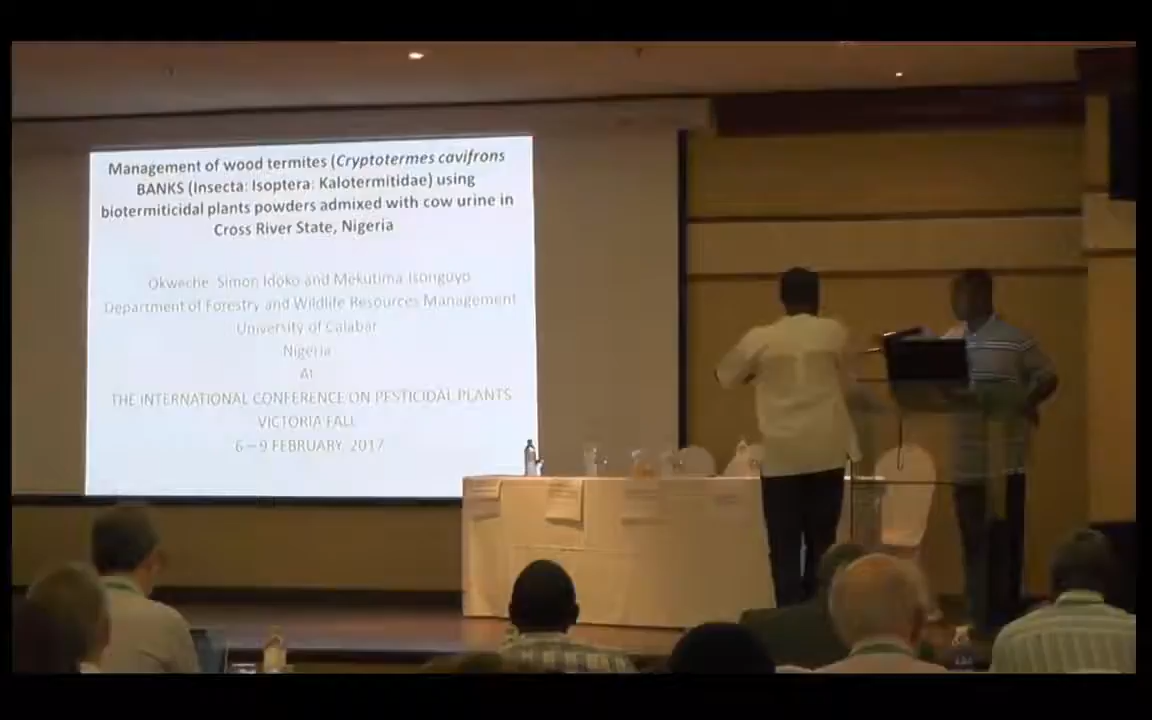 Management of wood termites (Cryptotermes cavifrons
BANKS (Insecta: Isoptera: Kalotermitidae) using
biotermiticidal plants powders admixed with cow urine in
Cross River State, Nigeria
Okweche Simon Idoko and Mekutima Isonguyo
Department of Forestry and Wildlife Resources Management
University of Calabar
Nigeria
At
THE INTERNATIONAL CONFERENCE ON PESTICIDAL PLANTS
VICTORIA FALL
6 – 9 FEBRUARY, 2017